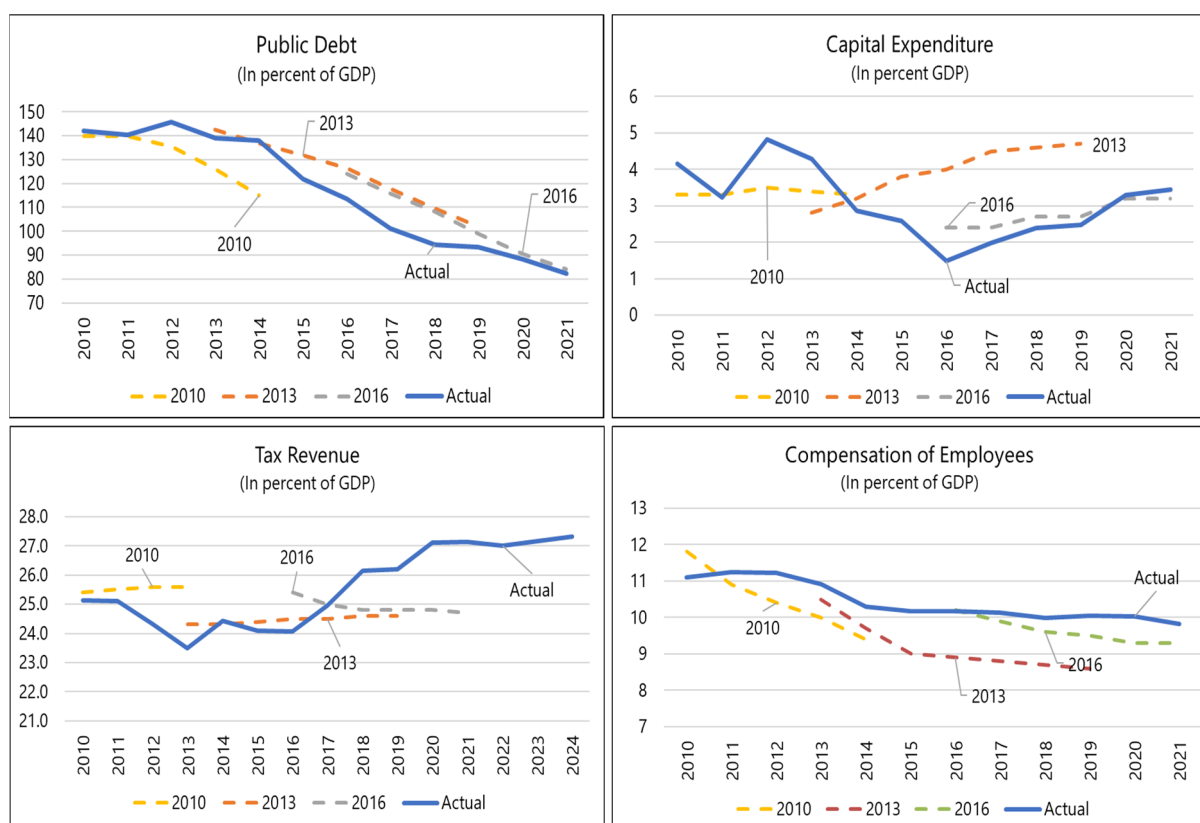 Public Debt
(In percent of GDP)
150
140
130
120
110
100
90
80
70
2013
2016
2010
Actual
2010 2011 2012 2013 2014 2015 2016 2017 2018 2019 2020 2021
2010 2013 2016 Actual
Capital Expenditure
(In percent GDP)
6
5
4
3
2
1
0
2013
2016
2010
Actual
2010 2011 2012 2013 2014 2015 2016 2017 2018 2019 2020 2021
2010 2013 2016 Actual
Tax Revenue
(In percent of GDP)
28.0
27.0
26.0
25.0
24.0
23.0
22.0
21.0
2010
2016
Actual
2013
2010 2011 2012 2013 2014 2015 2016 2017 2018 2019 2020 2021 2022 2023 2024
2010 2013 2016 Actual
Compensation of Employees
(In percent of GDP)
13
12
11
10
9
8
7
Actual
2010
2016
2013
2010 2011 2012 2013 2014 2015 2016 2017 2018 2019 2020 2021
2010 2013 2016 Actual